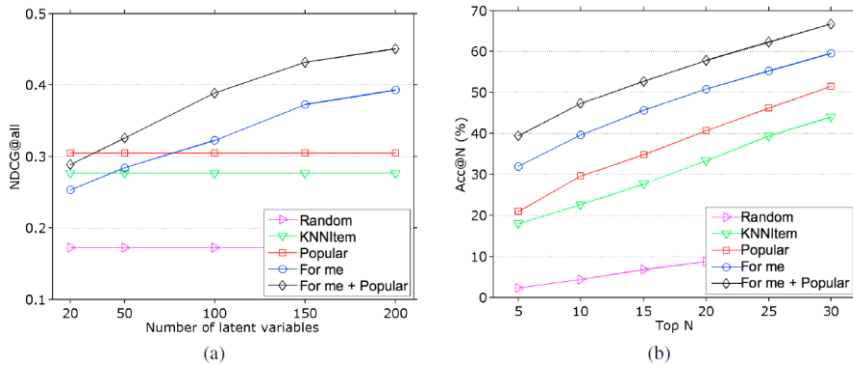 0.5
0.4
0.3
0.2
0.1
NDCG@all
20 50 100 150 200
Number of latent variables
Random
KNNItem
Popular
For me
For me + Popular
(a)
70
60
50
40
30
20
10
0
Acc@N (%)
5 10 15 20 25 30
Top N
Random
KNNItem
Popular
For me
For me + Popular
(b)